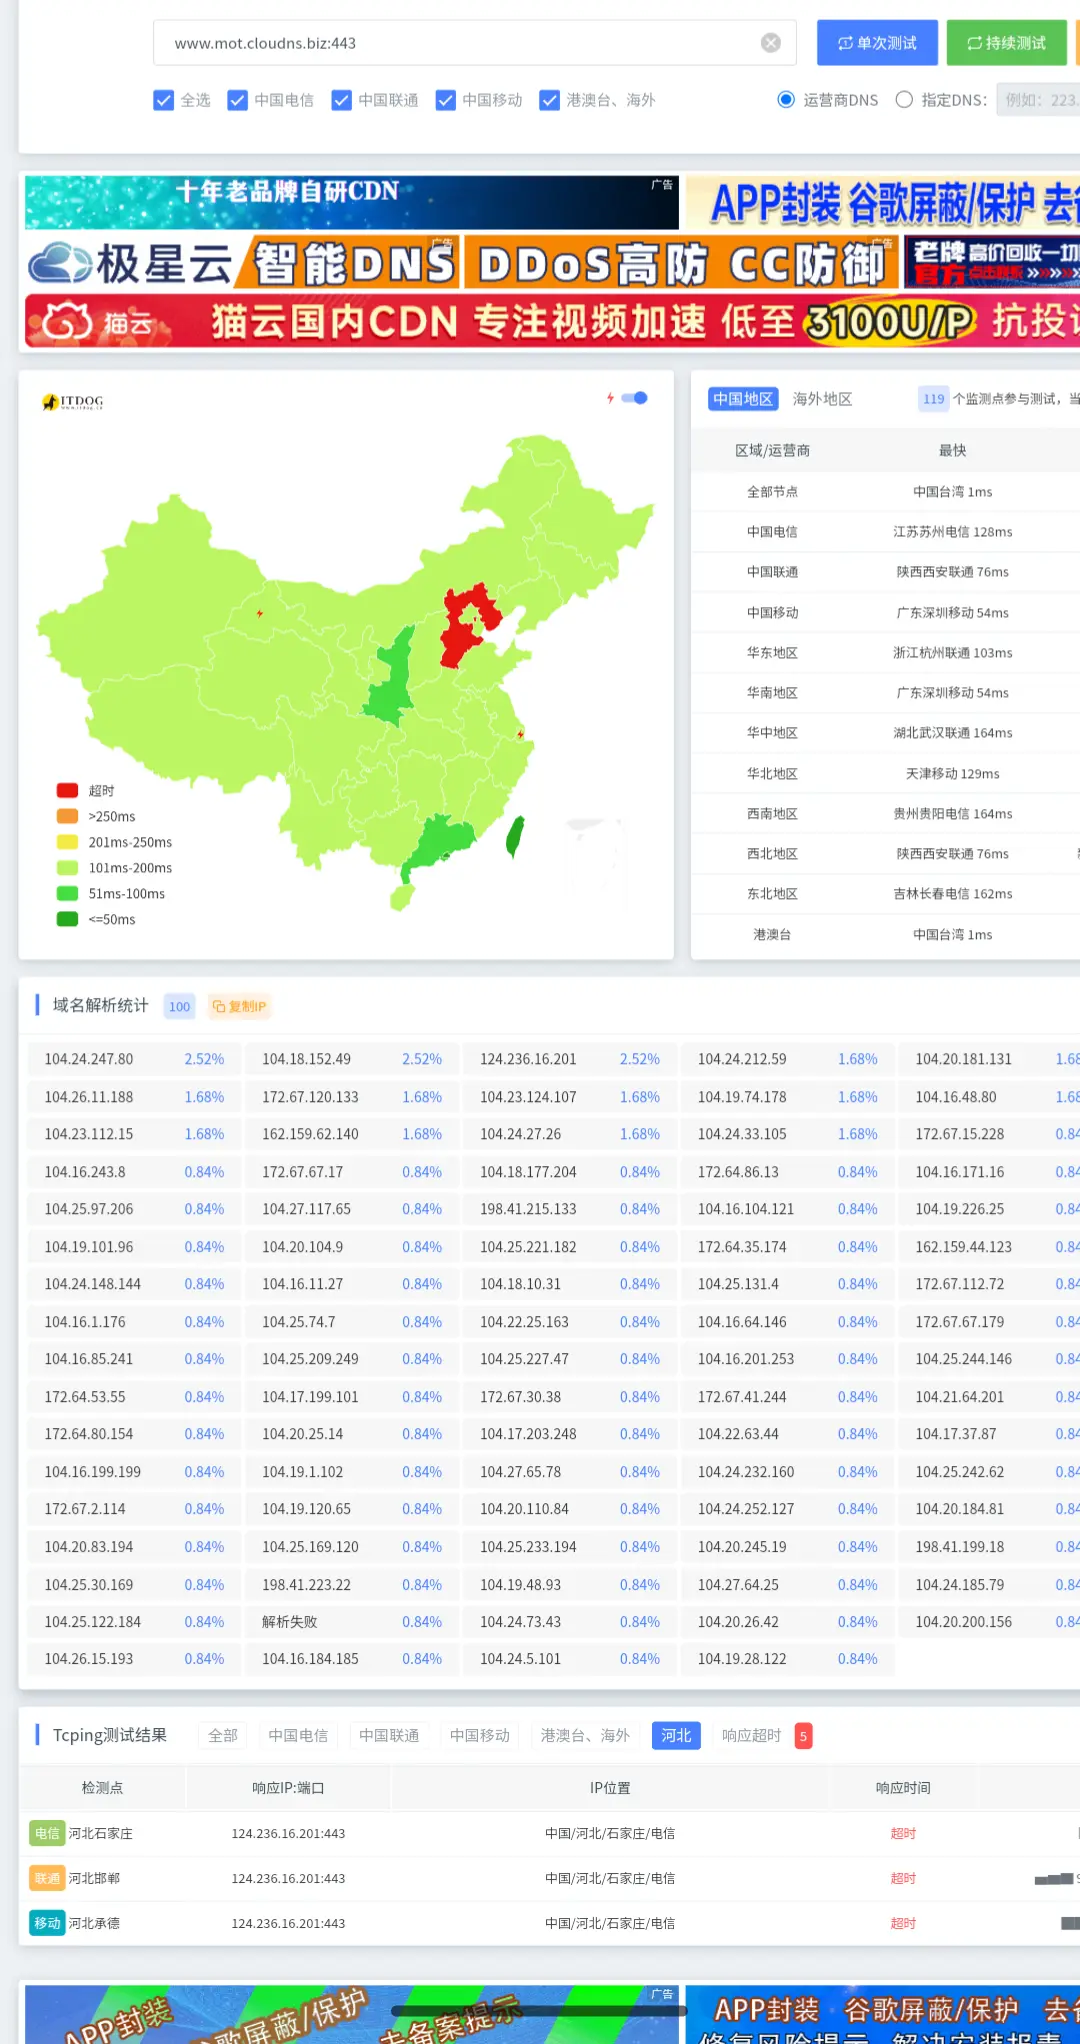 www.mot.cloudns.biz:443
单次测试
持续测试
全选 中国电信 中国联通 中国移动 港澳台、海外
运营商DNS 指定DNS: 例如：223.
十年老品牌自研CDN 广告
APP封装 谷歌屏蔽/保护 去
极星云 智能DNS 广告
DDoS高防 CC防御 广告
老牌 高价回收一切
官方
猫云 猫云国内CDN 专注视频加速 低至3100U/P 抗投
ITDOG
超时
>250ms
201ms-250ms
101ms-200ms
51ms-100ms
<=50ms
中国地区 海外地区 119 个监测点参与测试，当
区域/运营商 最快
全部节点 中国台湾 1ms
中国电信 江苏苏州电信 128ms
中国联通 陕西西安联通 76ms
中国移动 广东深圳移动 54ms
华东地区 浙江杭州联通 103ms
华南地区 广东深圳移动 54ms
华中地区 湖北武汉联通 164ms
华北地区 天津移动 129ms
西南地区 贵州贵阳电信 164ms
西北地区 陕西西安联通 76ms
东北地区 吉林长春电信 162ms
港澳台 中国台湾 1ms
域名解析统计 100 复制IP
104.24.247.80 2.52% 104.18.152.49 2.52% 124.236.16.201 2.52% 104.24.212.59 1.68% 104.20.181.131 1.68
104.26.11.188 1.68% 172.67.120.133 1.68% 104.23.124.107 1.68% 104.19.74.178 1.68% 104.16.48.80 1.68
104.23.112.15 1.68% 162.159.62.140 1.68% 104.24.27.26 1.68% 104.24.33.105 1.68% 172.67.15.228 0.84
104.16.243.8 0.84% 172.67.67.17 0.84% 104.18.177.204 0.84% 172.64.86.13 0.84% 104.16.171.16 0.84
104.25.97.206 0.84% 104.27.117.65 0.84% 198.41.215.133 0.84% 104.16.104.121 0.84% 104.19.226.25 0.84
104.19.101.96 0.84% 104.20.104.9 0.84% 104.25.221.182 0.84% 172.64.35.174 0.84% 162.159.44.123 0.84
104.24.148.144 0.84% 104.16.11.27 0.84% 104.18.10.31 0.84% 104.25.131.4 0.84% 172.67.112.72 0.84
104.16.1.176 0.84% 104.25.74.7 0.84% 104.22.25.163 0.84% 104.16.64.146 0.84% 172.67.67.179 0.84
104.16.85.241 0.84% 104.25.209.249 0.84% 104.25.227.47 0.84% 104.16.201.253 0.84% 104.25.244.146 0.84
172.64.53.55 0.84% 104.17.199.101 0.84% 172.67.30.38 0.84% 172.67.41.244 0.84% 104.21.64.201 0.84
172.64.80.154 0.84% 104.20.25.14 0.84% 104.17.203.248 0.84% 104.22.63.44 0.84% 104.17.37.87 0.84
104.16.199.199 0.84% 104.19.1.102 0.84% 104.27.65.78 0.84% 104.24.232.160 0.84% 104.25.242.62 0.84
172.67.2.114 0.84% 104.19.120.65 0.84% 104.20.110.84 0.84% 104.24.252.127 0.84% 104.20.184.81 0.84
104.20.83.194 0.84% 104.25.169.120 0.84% 104.25.233.194 0.84% 104.20.245.19 0.84% 198.41.199.18 0.84
104.25.30.169 0.84% 198.41.223.22 0.84% 104.19.48.93 0.84% 104.27.64.25 0.84% 104.24.185.79 0.84
104.25.122.184 0.84% 解析失败 0.84% 104.24.73.43 0.84% 104.20.26.42 0.84% 104.20.200.156 0.84
104.26.15.193 0.84% 104.16.184.185 0.84% 104.24.5.101 0.84% 104.19.28.122 0.84%
Tcping测试结果 全部 中国电信 中国联通 中国移动 港澳台、海外 河北 响应超时 5
检测点 响应IP:端口 IP位置 响应时间
电信 河北石家庄 124.236.16.201:443 中国/河北/石家庄/电信 超时
联通 河北邯郸 124.236.16.201:443 中国/河北/石家庄/电信 超时
移动 河北承德 124.236.16.201:443 中国/河北/石家庄/电信 超时
APP封装 谷歌屏蔽/保护 去备案提示 广告
APP封装 谷歌屏蔽/保护 去
修复风险提示 解决安装报毒